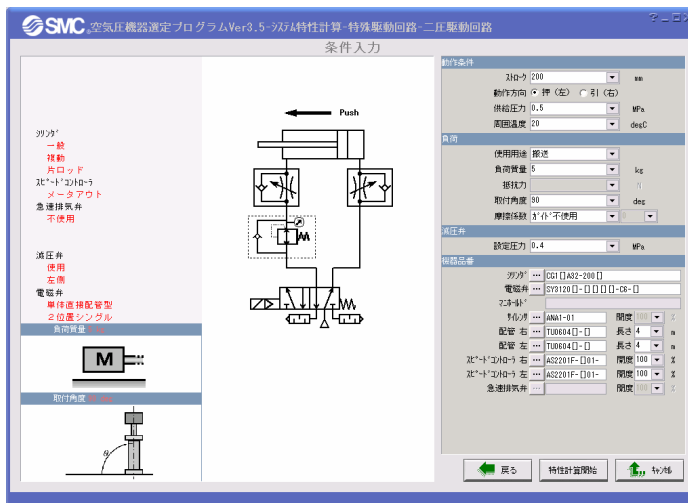 SMC.空気圧機器選定プログラムVer3.5-システム特性計算-特殊駆動回路-二圧駆動回路
条件入力
シリンダ
一般
複動
片ロッド
スピードコントローラ
メータアウト
急速排気弁
不使用
減圧弁
使用
左側
電磁弁
単体直接配管型
2位置シングル
負荷質量
M
取付角度
θ
Push
動作条件
ストローク 200 mm
動作方向 押(左) 引(右)
供給圧力 0.5 MPa
周囲温度 20 degC
負荷
使用用途 搬送
負荷質量 5 kg
抵抗力 N
取付角度 90 deg
摩擦係数 ガイド不使用 0
減圧弁
設定圧力 0.4 MPa
機器品番
シリンダ ... CG1[]A32-200[]
電磁弁 ... SY3120[]-[][][][]-C6-[]
マニホールド
サイレンサ ... ANA1-01 開度 100 %
配管 右 ... TU0604[]-[] 長さ 4 m
配管 左 ... TU0604[]-[] 長さ 4 m
スピードコントローラ 右 ... AS2201F-[]01- 開度 100 %
スピードコントローラ 左 ... AS2201F-[]01- 開度 100 %
急速排気弁 ... 開度 100 %
戻る 特性計算開始 キャンセル